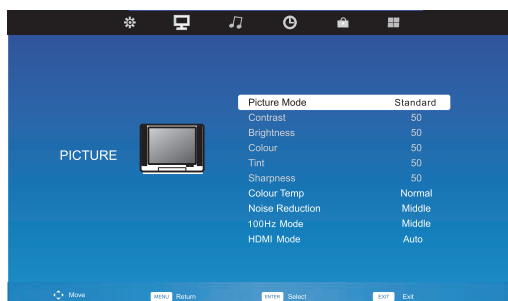 PICTURE
Picture Mode Standard
Contrast 50
Brightness 50
Colour 50
Tint 50
Sharpness 50
Colour Temp Normal
Noise Reduction Middle
100Hz Mode Middle
HDMI Mode Auto
Move MENU Return ENTER Select EXIT Exit